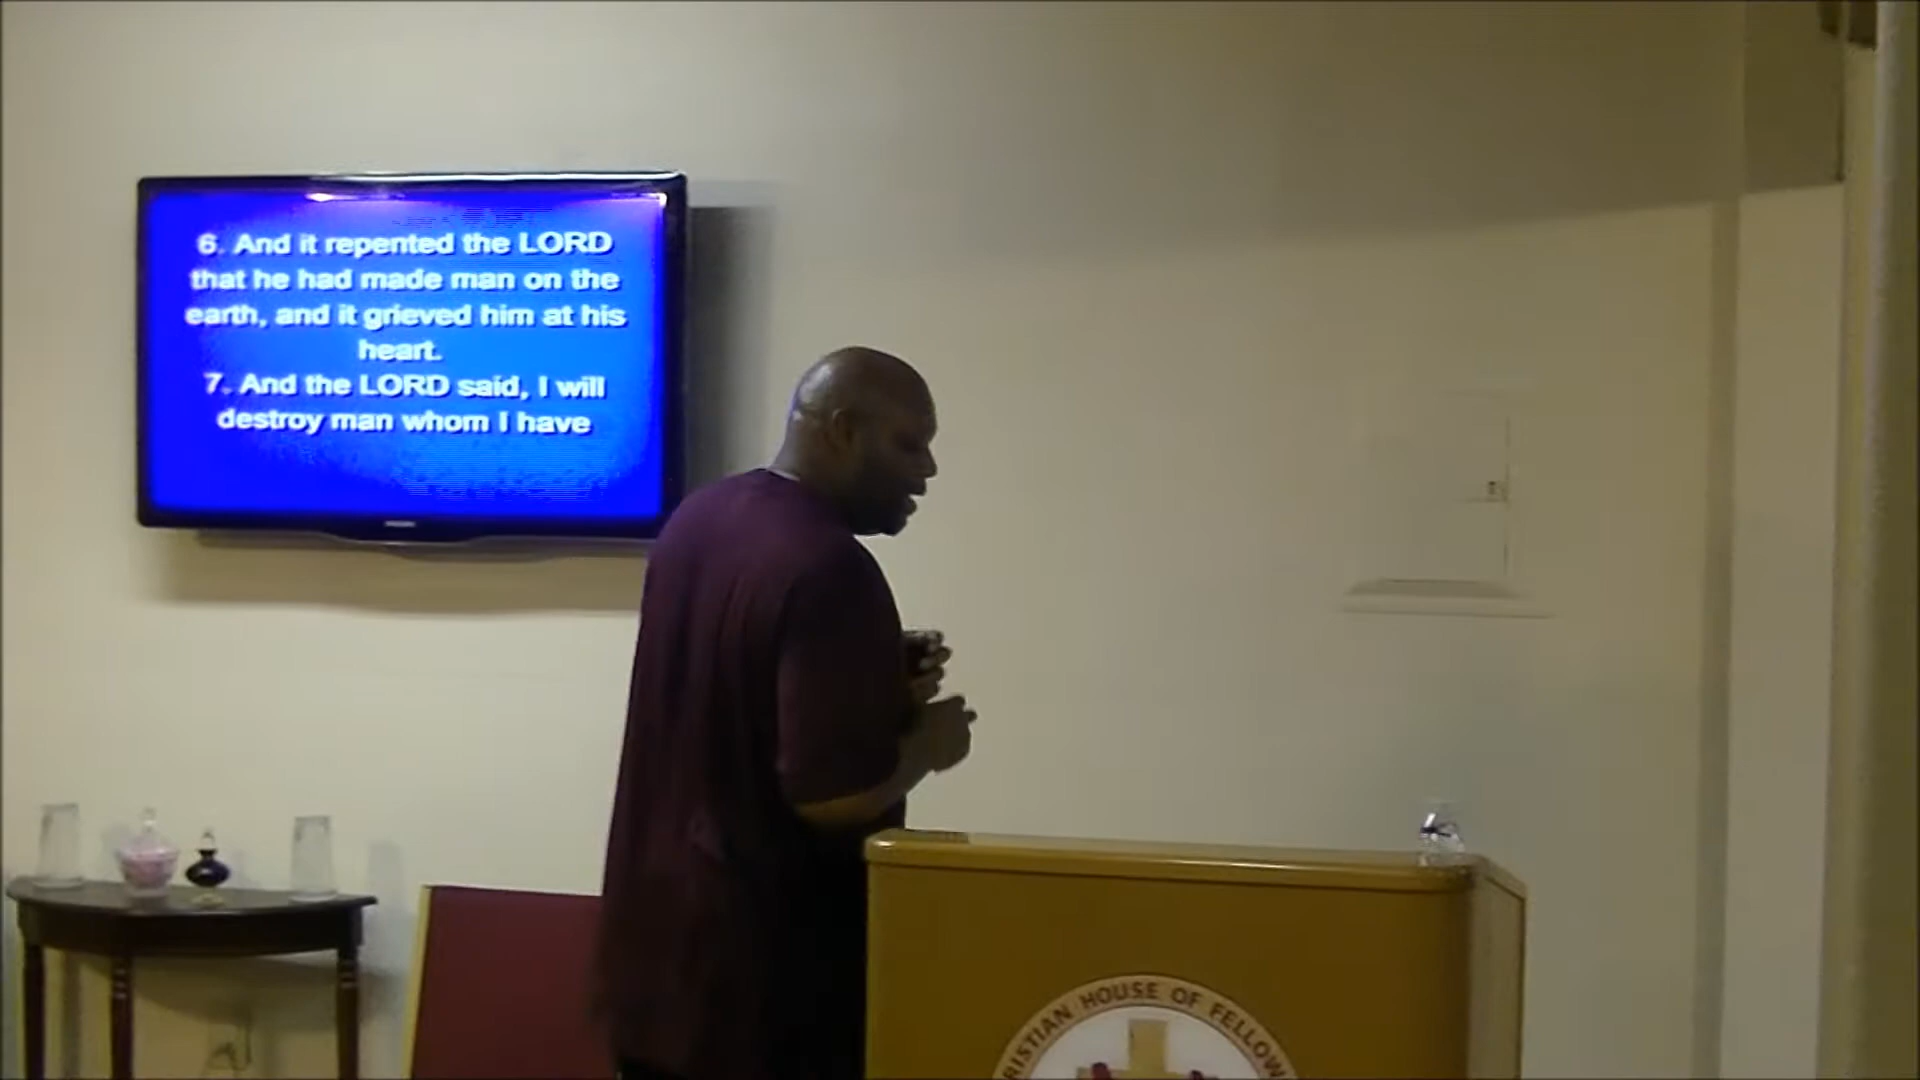 6. And it repented the LORD
that he had made man on the
earth, and it grieved him at his
heart.
7. And the LORD said, I will
destroy man whom I have
RISTIAN HOUSE OF FELLOW